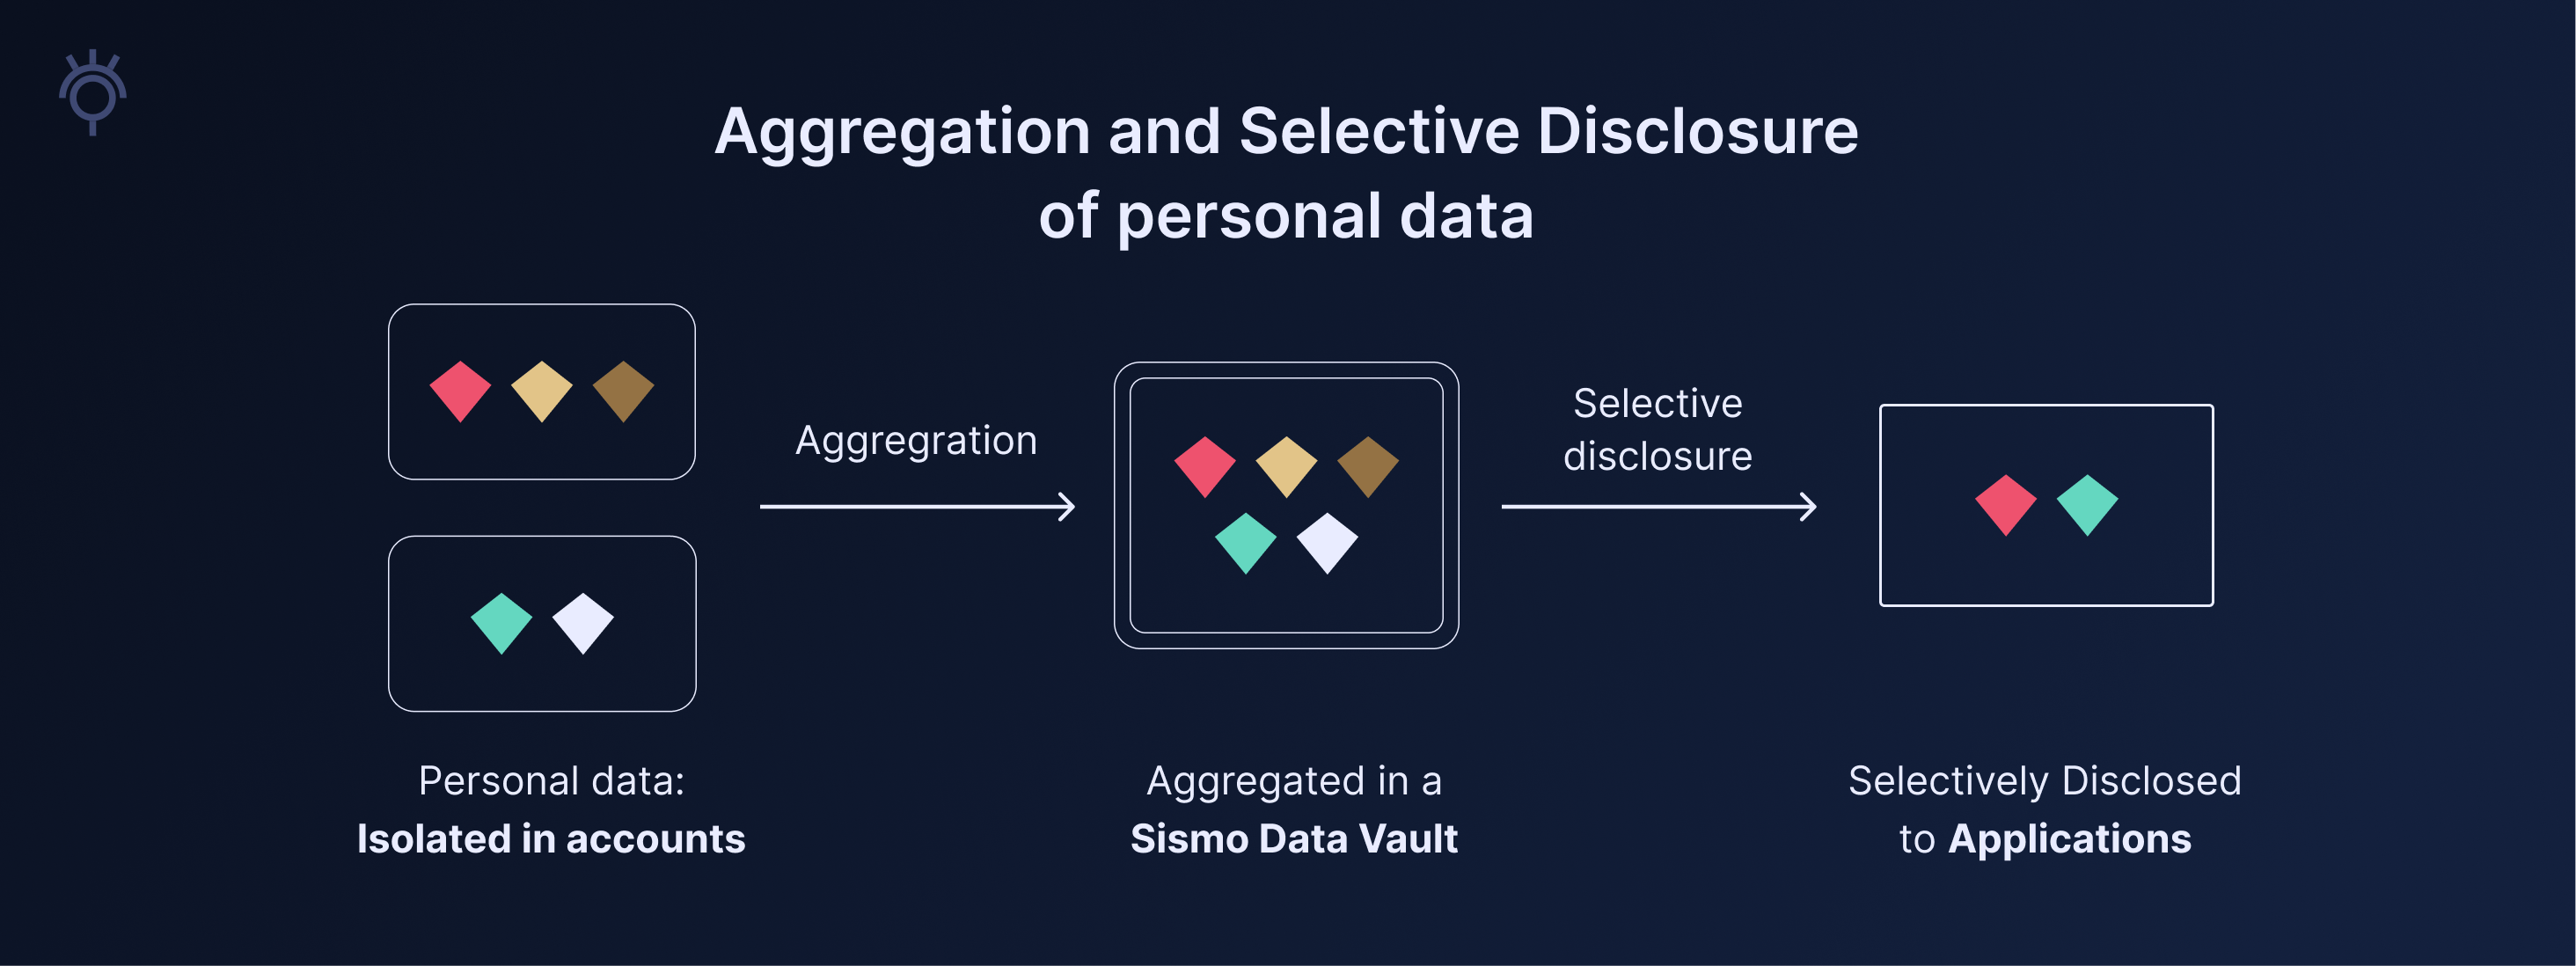 Aggregation and Selective Disclosure
of personal data
Aggregration
Selective
disclosure
Personal data:
Isolated in accounts
Aggregated in a
Sismo Data Vault
Selectively Disclosed
to Applications